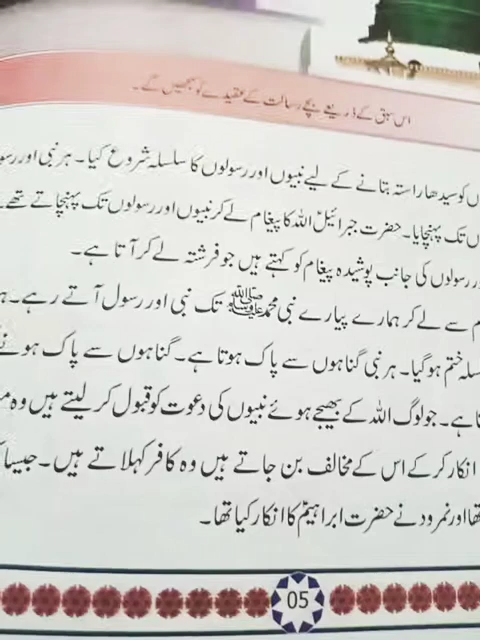 اس سبق کے ذریعے بچے رسالت کے عقیدے کو سمجھیں گے۔
کو سیدھا راستہ بتانے کے لیے نبیوں اور رسولوں کا سلسلہ شروع کیا۔ ہر نبی اور
تک پہنچایا۔ حضرت جبرائیلؑ اللہ کا پیغام لے کر نبیوں اور رسولوں تک پہنچاتے تھے
رسولوں کی جانب پوشیدہ پیغام کو کہتے ہیں جو فرشتہ لے کر آتا ہے۔
سے لے کر ہمارے پیارے نبی محمد ﷺ تک نبی اور رسول آتے رہے۔
ختم ہو گیا۔ ہر نبی گناہوں سے پاک ہوتا ہے۔ گناہوں سے پاک
ہے۔ جو لوگ اللہ کے بھیجے ہوئے نبیوں کی دعوت کو قبول کر لیتے ہیں وہ
انکار کر کے اس کے مخالف بن جاتے ہیں وہ کافر کہلاتے ہیں۔ جیسا
اور نمرود نے حضرت ابراہیمؑ کا انکار کیا تھا۔
05